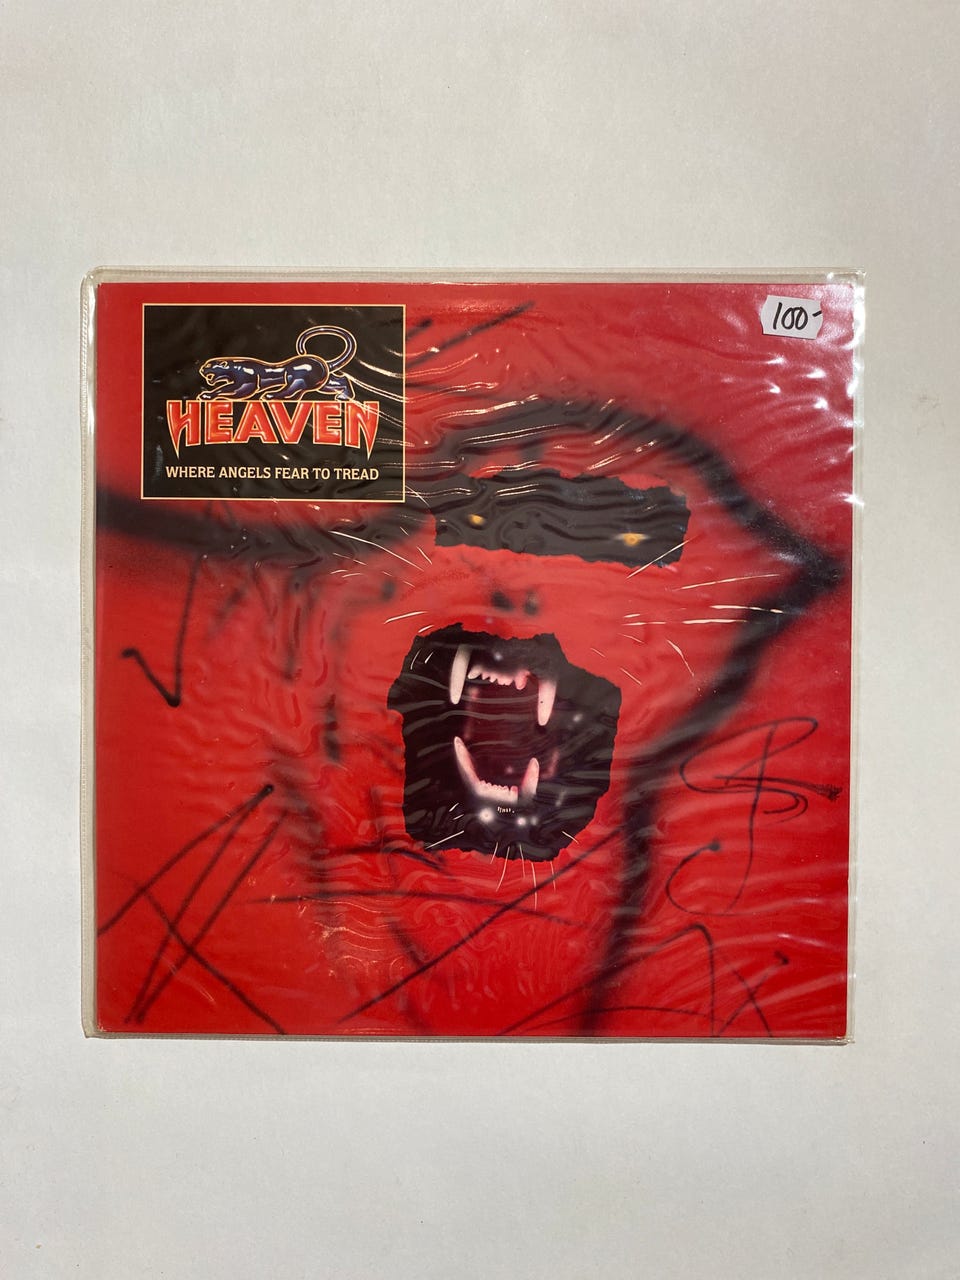 100-
HEAVEN
WHERE ANGELS FEAR TO TREAD